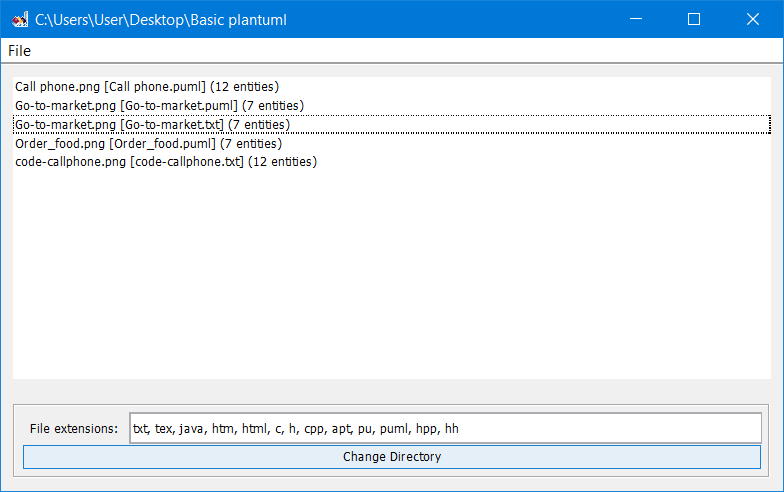 C:\Users\User\Desktop\Basic plantuml
File
Call phone.png [Call phone.puml] (12 entities)
Go-to-market.png [Go-to-market.puml] (7 entities)
Go-to-market.png [Go-to-market.txt] (7 entities)
Order_food.png [Order_food.puml] (7 entities)
code-callphone.png [code-callphone.txt] (12 entities)
File extensions: txt, tex, java, htm, html, c, h, cpp, apt, pu, puml, hpp, hh
Change Directory